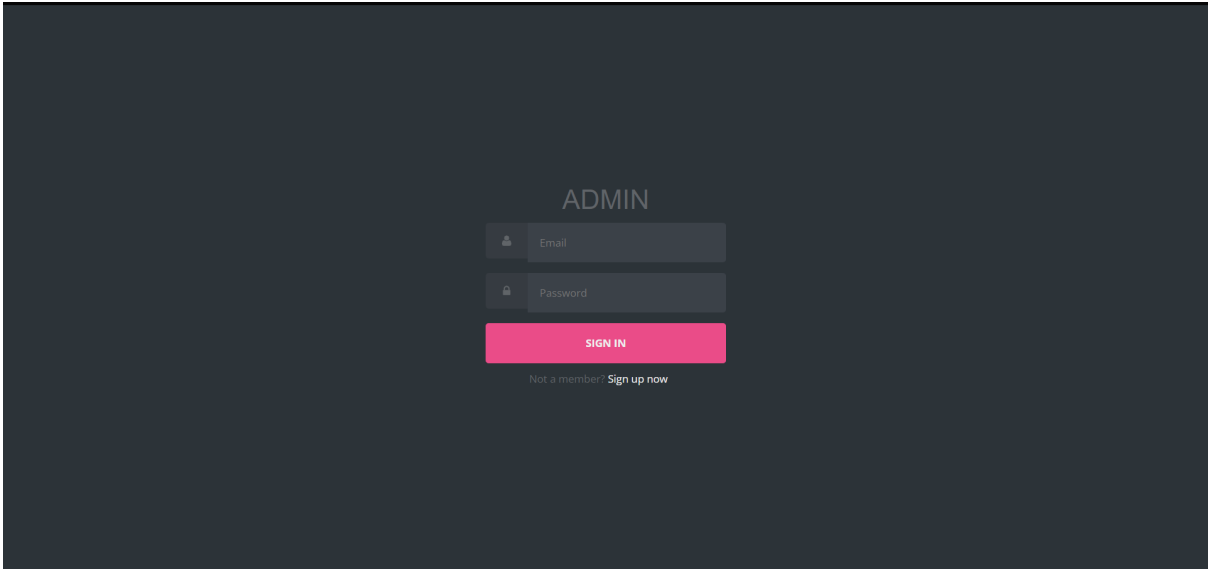 ADMIN
Email
Password
SIGN IN
Not a member? Sign up now